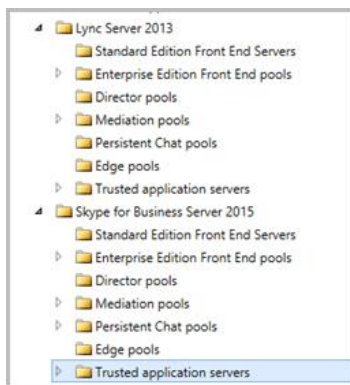 Lync Server 2013
Standard Edition Front End Servers
Enterprise Edition Front End pools
Director pools
Mediation pools
Persistent Chat pools
Edge pools
Trusted application servers
Skype for Business Server 2015
Standard Edition Front End Servers
Enterprise Edition Front End pools
Director pools
Mediation pools
Persistent Chat pools
Edge pools
Trusted application servers